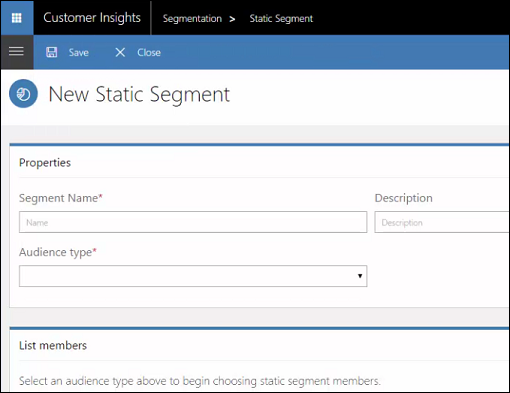 Customer Insights Segmentation > Static Segment
Save Close
New Static Segment
Properties
Segment Name* Description
Name Description
Audience type*
List members
Select an audience type above to begin choosing static segment members.